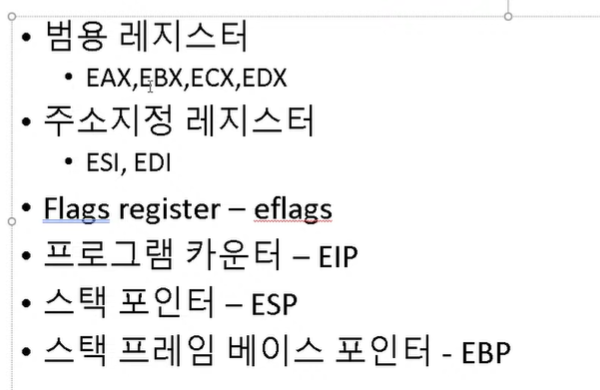 • 범용 레지스터
• EAX,EBX,ECX,EDX
• 주소지정 레지스터
• ESI, EDI
• Flags register – eflags
• 프로그램 카운터 – EIP
• 스택 포인터 – ESP
• 스택 프레임 베이스 포인터 - EBP